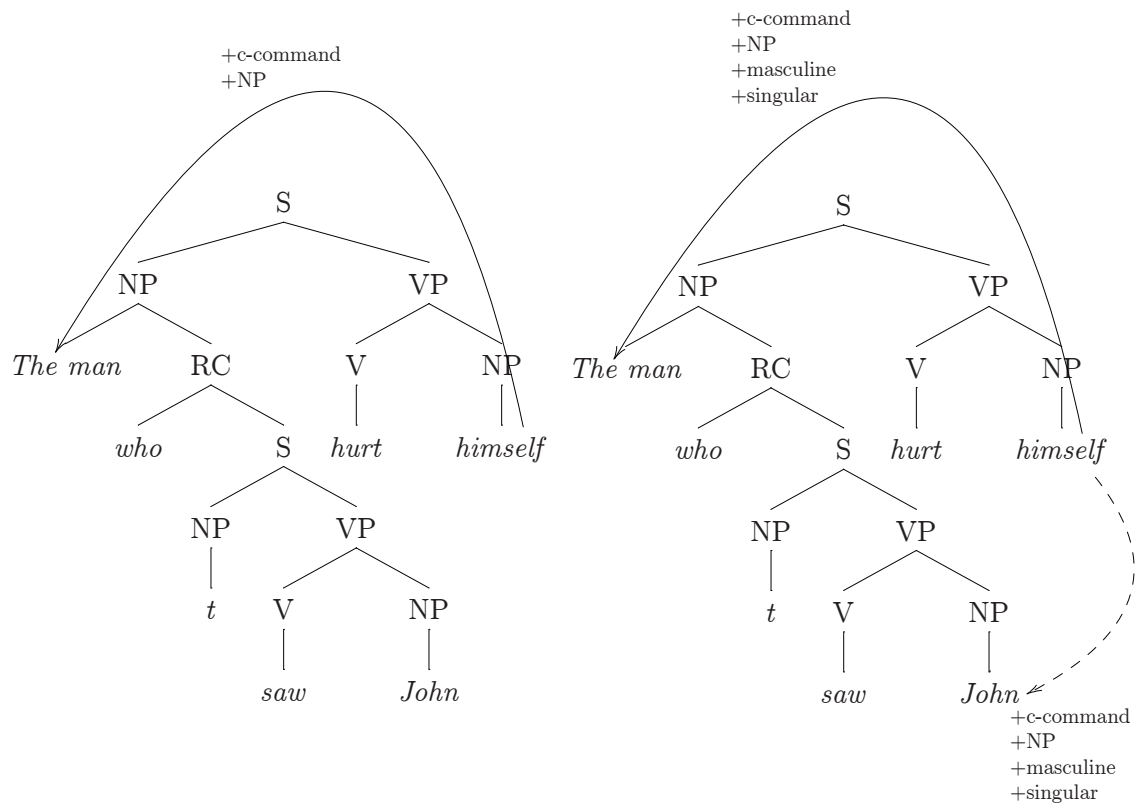 +c-command
+NP
S
NP VP
The man RC V NP
who S hurt himself
NP VP
t V NP
saw John
+c-command
+NP
+masculine
+singular
S
NP VP
The man RC V NP
who S hurt himself
NP VP
t V NP
saw John
+c-command
+NP
+masculine
+singular